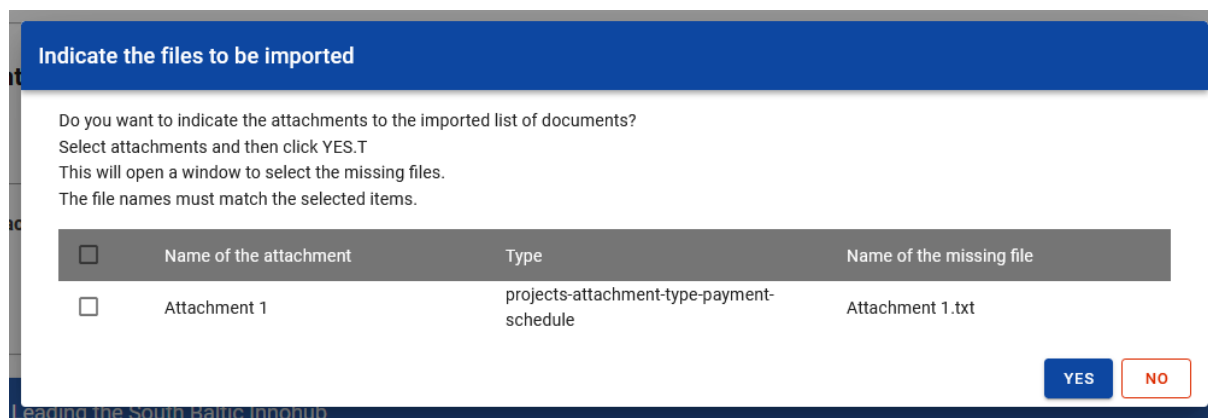 Indicate the files to be imported
Do you want to indicate the attachments to the imported list of documents?
Select attachments and then click YES.T
This will open a window to select the missing files.
The file names must match the selected items.
Name of the attachment Type Name of the missing file
Attachment 1 projects-attachment-type-payment- Attachment 1.txt
schedule
YES NO
Leading the South Baltic Innohub